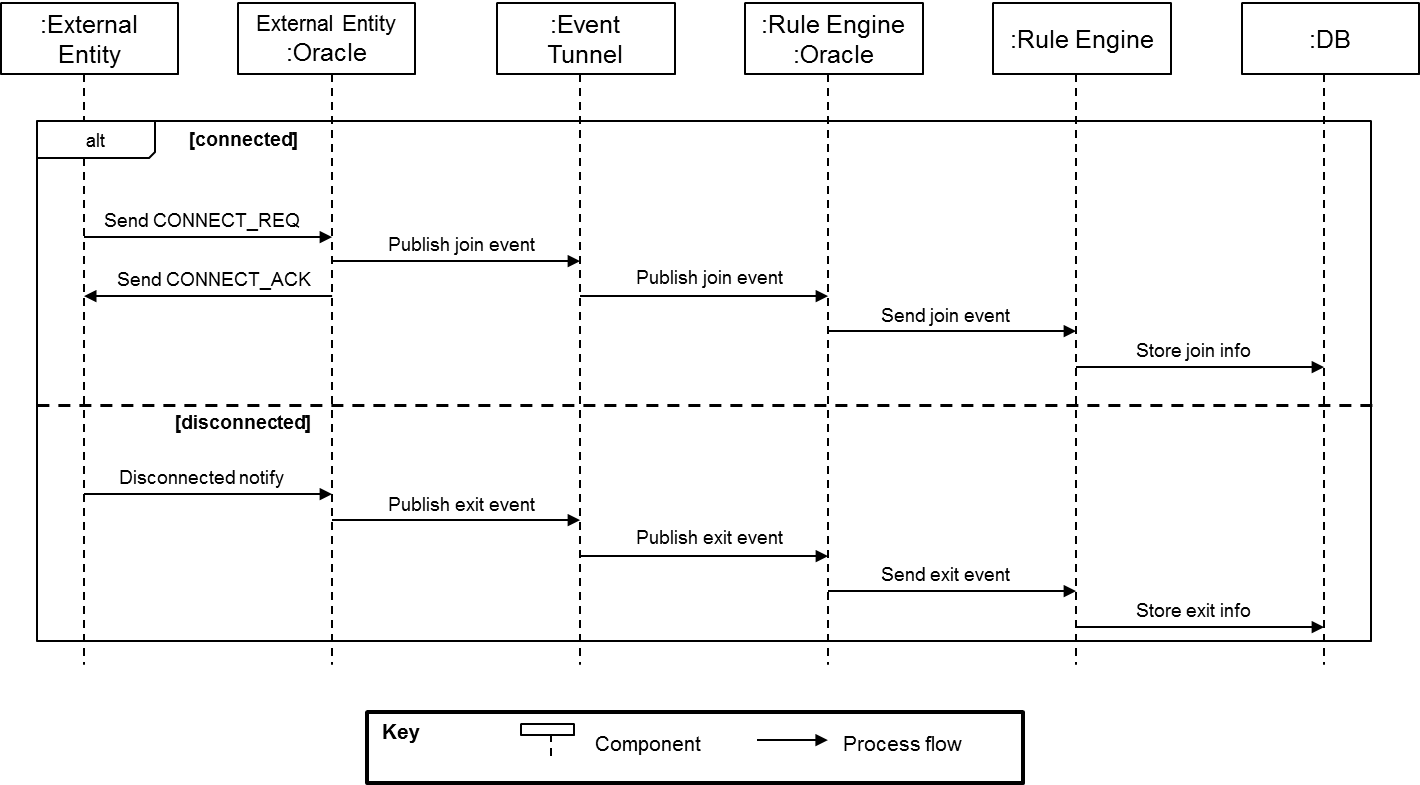 :External
Entity
External Entity
:Oracle
:Event
Tunnel
:Rule Engine
:Oracle
:Rule Engine
:DB
alt
[connected]
Send CONNECT_REQ
Publish join event
Send CONNECT_ACK
Publish join event
Send join event
Store join info
[disconnected]
Disconnected notify
Publish exit event
Publish exit event
Send exit event
Store exit info
Key
Component
Process flow